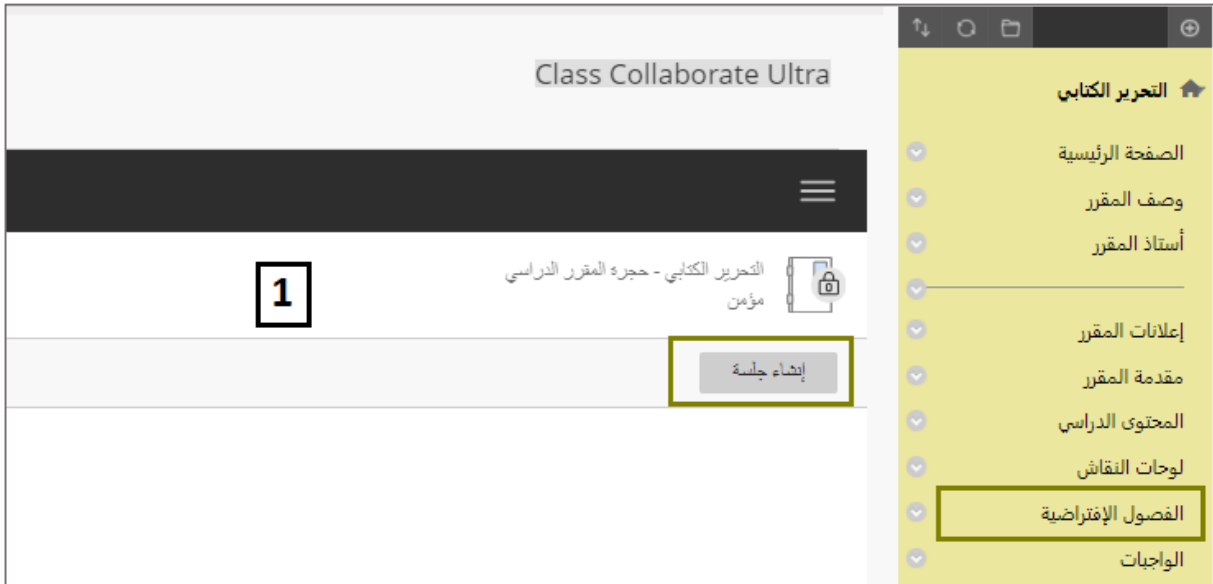 التحرير الكتابي
الصفحة الرئيسية
وصف المقرر
أستاذ المقرر
إعلانات المقرر
مقدمة المقرر
المحتوى الدراسي
لوحات النقاش
الفصول الإفتراضية
الواجبات
Class Collaborate Ultra
التحرير الكتابي - حجرة المقرر الدراسي
مؤمن
1
إنشاء جلسة